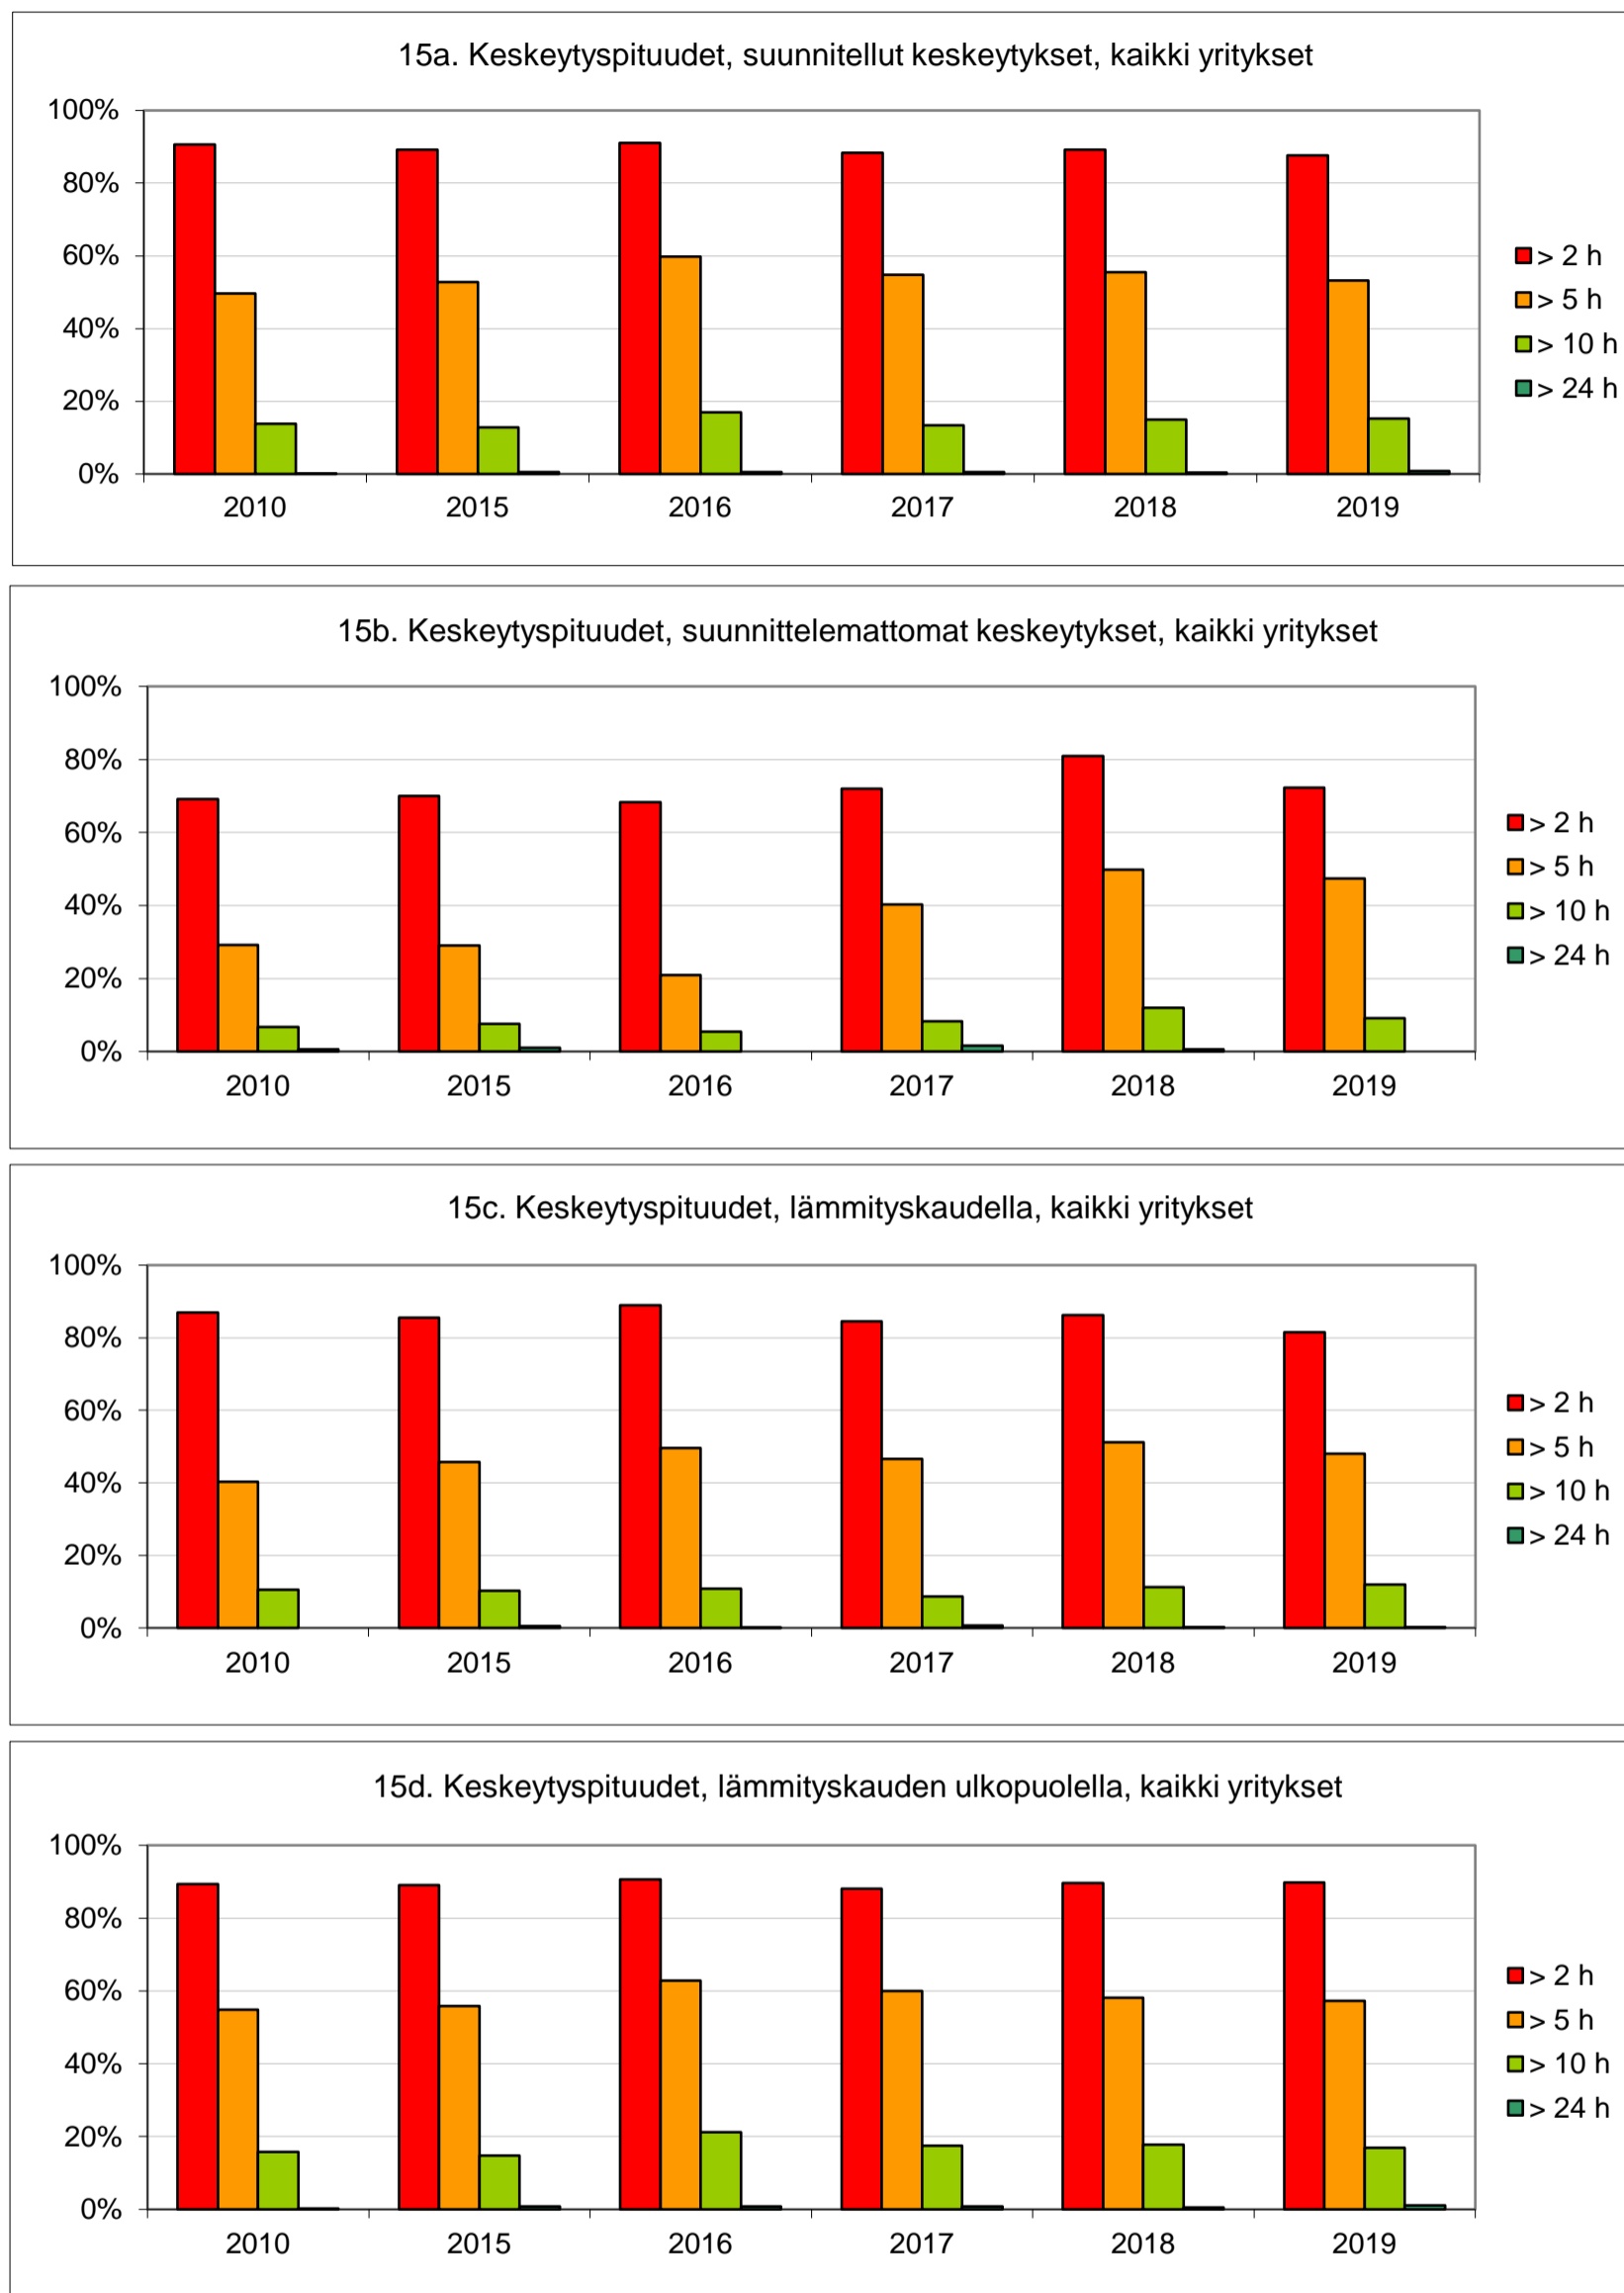 15a. Keskeytyspituudet, suunnitellut keskeytykset, kaikki yritykset
100%
80%
60%
40%
20%
0%
2010 2015 2016 2017 2018 2019
> 2 h
> 5 h
> 10 h
> 24 h
15b. Keskeytyspituudet, suunnittelemattomat keskeytykset, kaikki yritykset
100%
80%
60%
40%
20%
0%
2010 2015 2016 2017 2018 2019
> 2 h
> 5 h
> 10 h
> 24 h
15c. Keskeytyspituudet, lämmityskaudella, kaikki yritykset
100%
80%
60%
40%
20%
0%
2010 2015 2016 2017 2018 2019
> 2 h
> 5 h
> 10 h
> 24 h
15d. Keskeytyspituudet, lämmityskauden ulkopuolella, kaikki yritykset
100%
80%
60%
40%
20%
0%
2010 2015 2016 2017 2018 2019
> 2 h
> 5 h
> 10 h
> 24 h